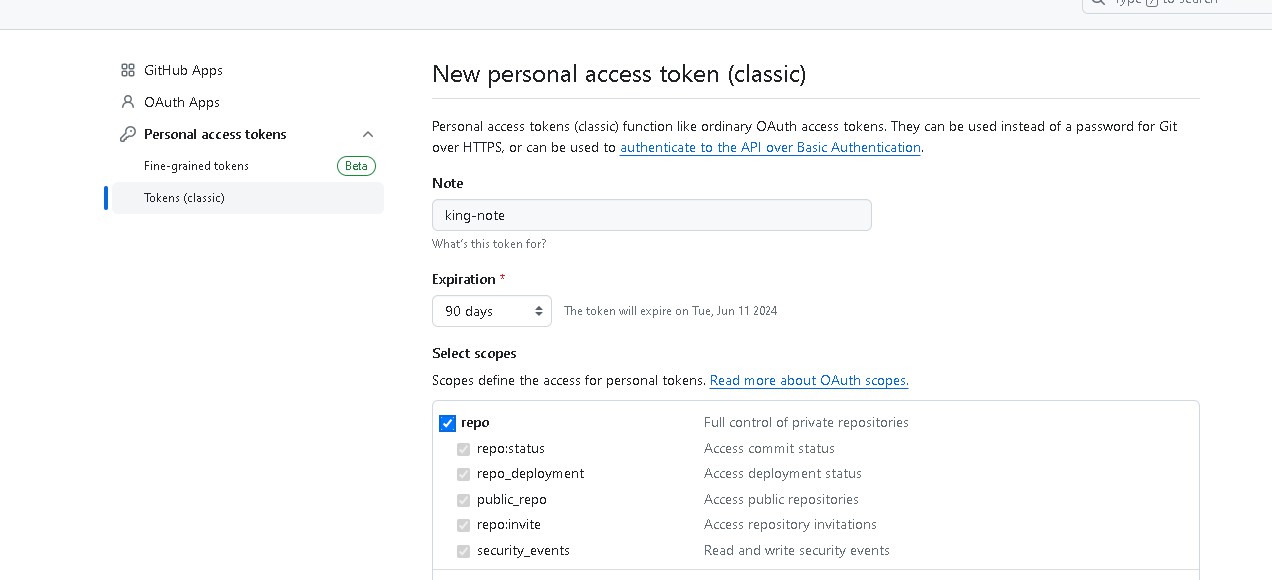 Type / to search
GitHub Apps
OAuth Apps
Personal access tokens
Fine-grained tokens Beta
Tokens (classic)
New personal access token (classic)
Personal access tokens (classic) function like ordinary OAuth access tokens. They can be used instead of a password for Git
over HTTPS, or can be used to authenticate to the API over Basic Authentication.
Note
king-note
What's this token for?
Expiration *
90 days The token will expire on Tue, Jun 11 2024
Select scopes
Scopes define the access for personal tokens. Read more about OAuth scopes.
repo Full control of private repositories
repo:status Access commit status
repo_deployment Access deployment status
public_repo Access public repositories
repo:invite Access repository invitations
security_events Read and write security events